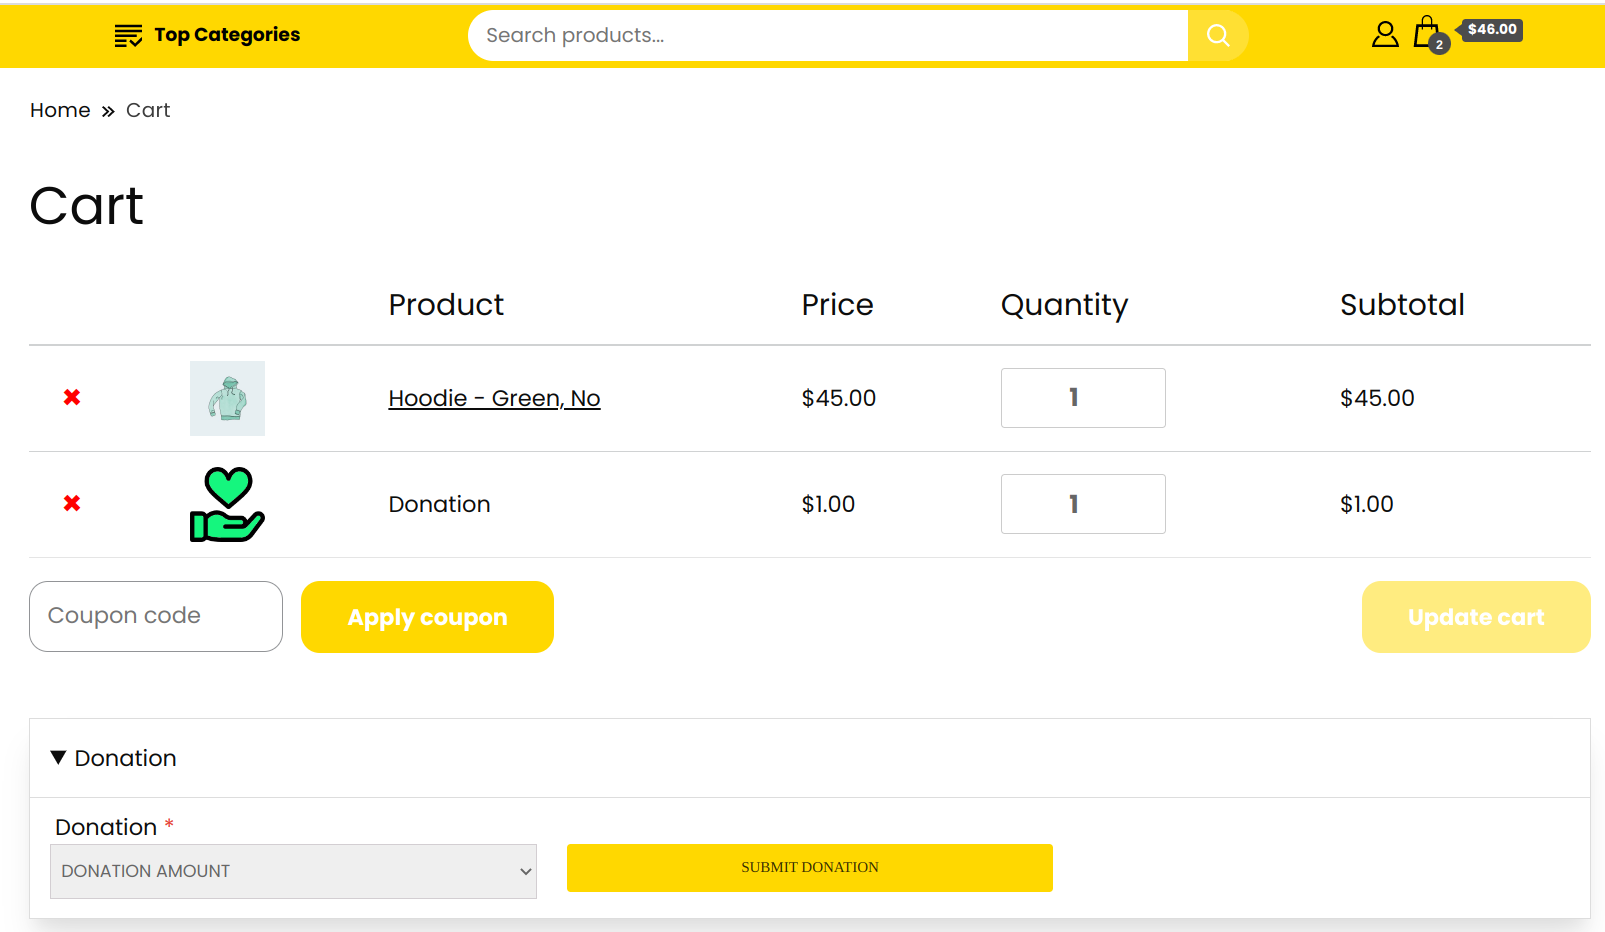 Top Categories
Search products...
2
$46.00
Home » Cart
Cart
Product Price Quantity Subtotal
Hoodie - Green, No $45.00 1 $45.00
Donation $1.00 1 $1.00
Coupon code Apply coupon Update cart
Donation
Donation *
DONATION AMOUNT SUBMIT DONATION